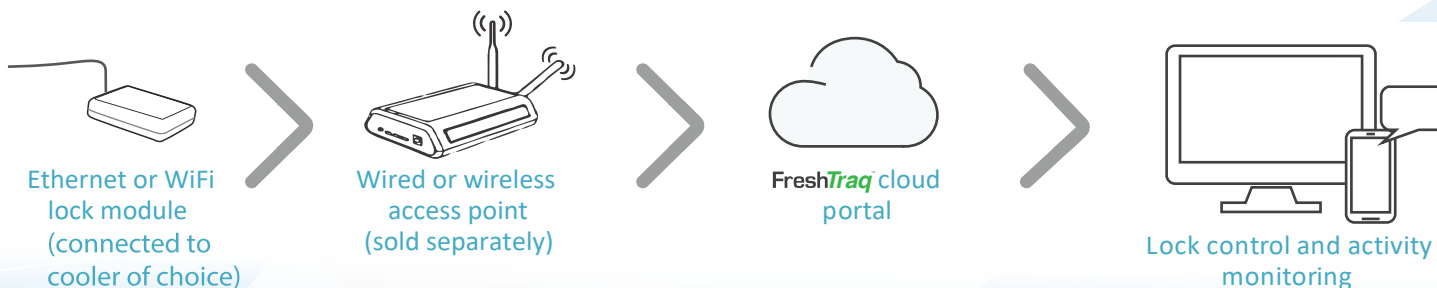 Ethernet or WiFi
lock module
(connected to
cooler of choice)
Wired or wireless
access point
(sold separately)
FreshTraq cloud
portal
Lock control and activity
monitoring